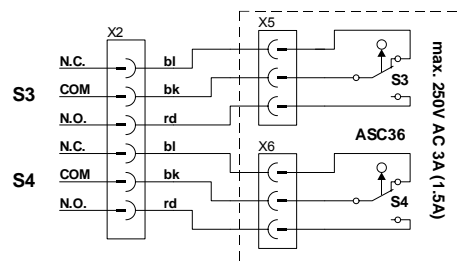 X2
X5
N.C.
bl
S3
COM
bk
S3
N.O.
rd
N.C.
bl
X6
ASC36
S4
COM
bk
S4
N.O.
rd
max. 250V AC 3A (1.5A)